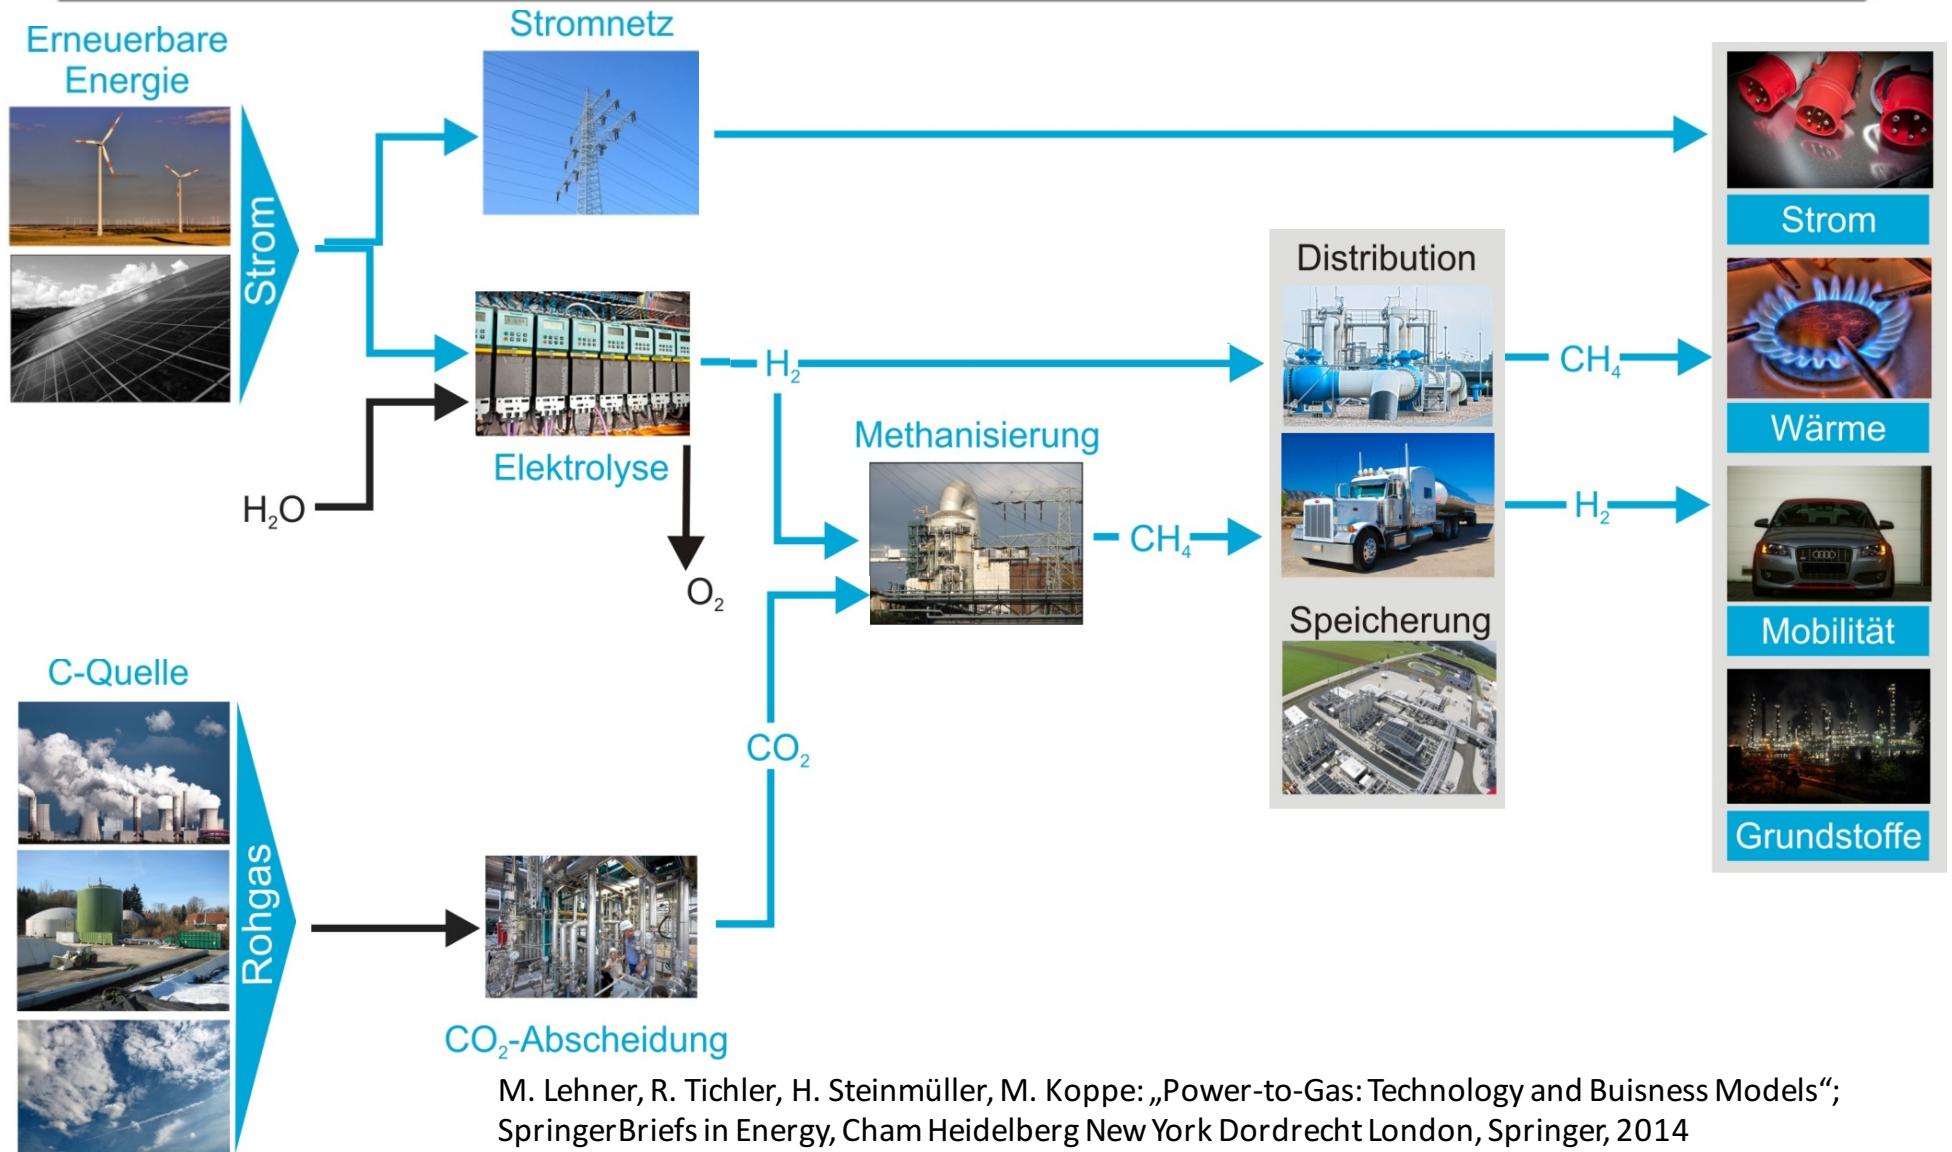 Erneuerbare
Energie
Strom
Stromnetz
H₂O
Elektrolyse
O₂
H₂
C-Quelle
Rohgas
CO₂-Abscheidung
CO₂
Methanisierung
CH₄
Distribution
Speicherung
CH₄
H₂
Strom
Wärme
Mobilität
Grundstoffe
M. Lehner, R. Tichler, H. Steinmüller, M. Koppe: „Power-to-Gas: Technology and Buisness Models“;
SpringerBriefs in Energy, Cham Heidelberg New York Dordrecht London, Springer, 2014